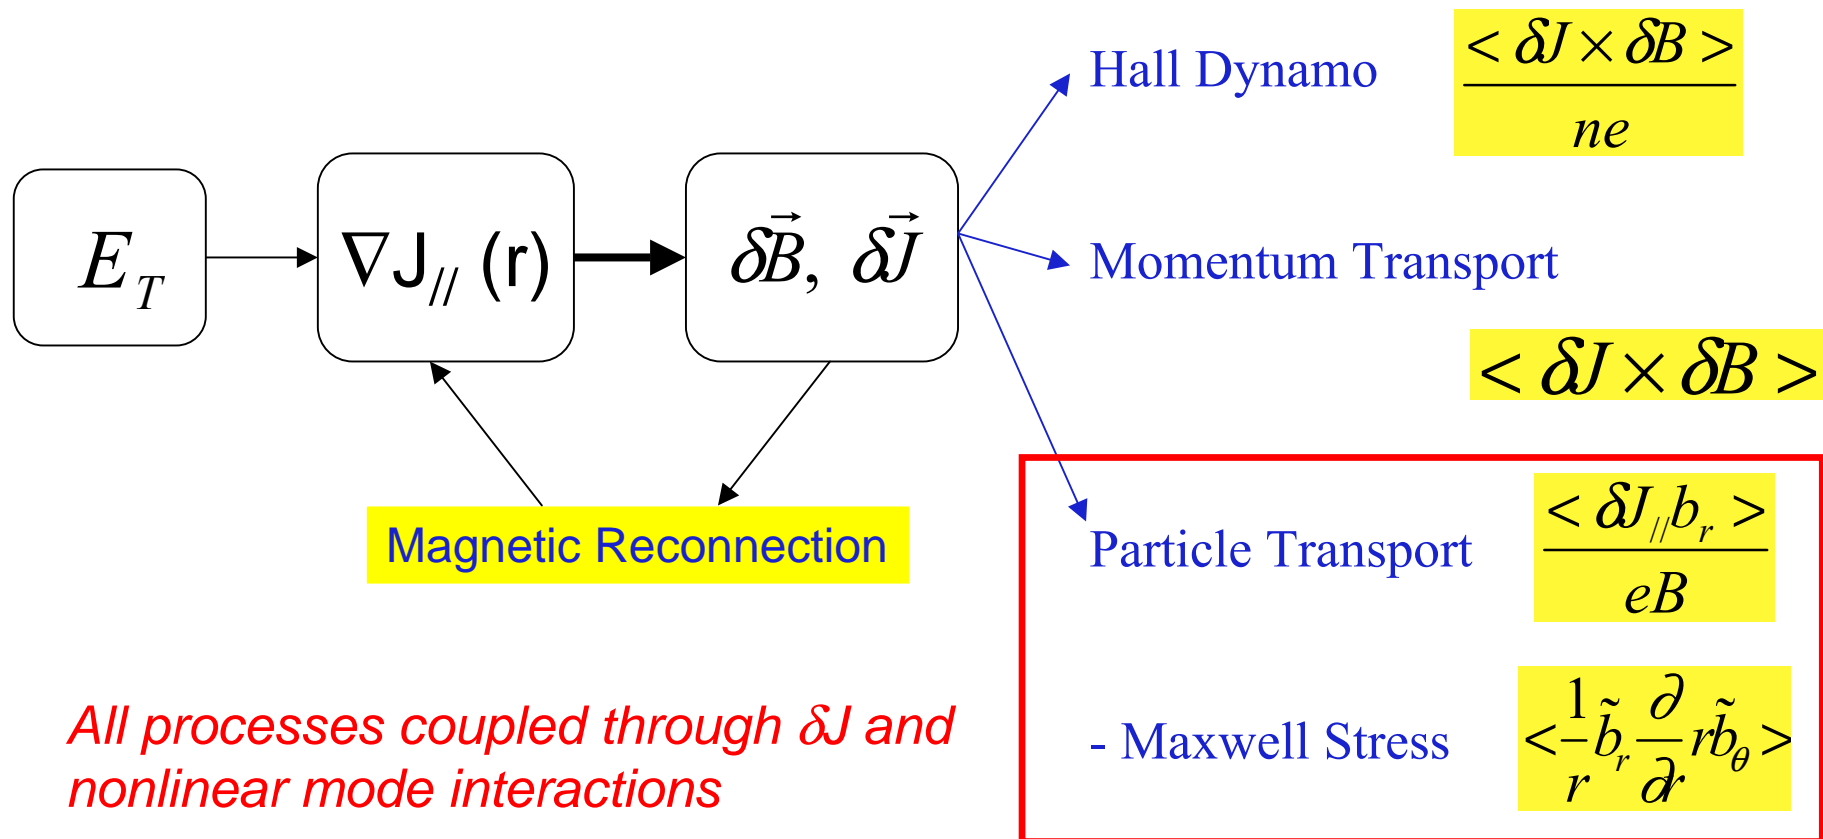 Hall Dynamo
< δJ × δB > / ne
E_T
∇J_// (r)
δB⃗, δJ⃗
Momentum Transport
< δJ × δB >
Magnetic Reconnection
Particle Transport
< δJ_// b_r > / eB
All processes coupled through δJ and
nonlinear mode interactions
- Maxwell Stress
< 1/r b̃_r ∂/∂r r b̃_θ >